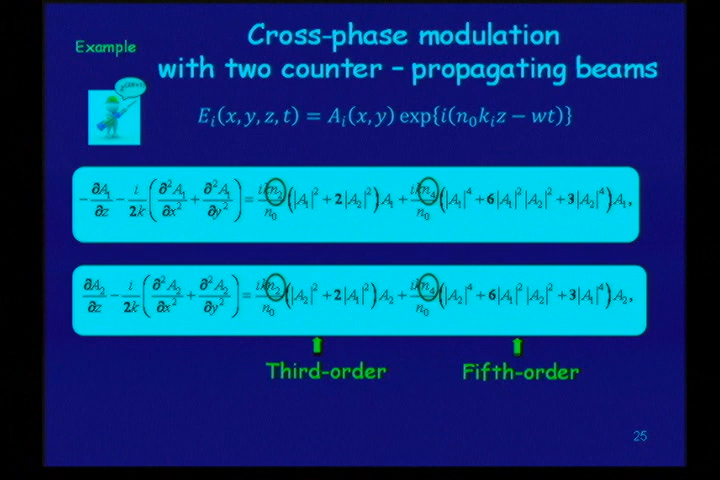 Example
Cross-phase modulation
with two counter – propagating beams
E_i(x, y, z, t) = A_i(x, y) exp{i(n_0k_iz − wt)}
−∂A_1/∂z − i/2k (∂²A_1/∂x² + ∂²A_1/∂y²) = ikn_2/n_0 (|A_1|² + 2|A_2|²)A_1 + ikn_4/n_0 (|A_1|⁴ + 6|A_1|²|A_2|² + 3|A_2|⁴)A_1,
∂A_2/∂z − i/2k (∂²A_2/∂x² + ∂²A_2/∂y²) = ikn_2/n_0 (|A_2|² + 2|A_1|²)A_2 + ikn_4/n_0 (|A_2|⁴ + 6|A_1|²|A_2|² + 3|A_1|⁴)A_2,
Third-order
Fifth-order
25